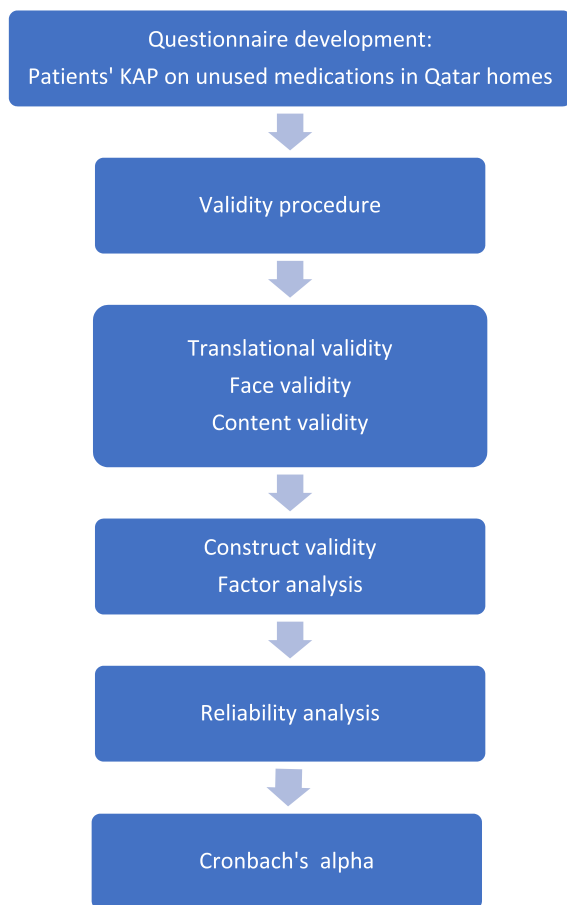 Questionnaire development:
Patients' KAP on unused medications in Qatar homes
Validity procedure
Translational validity
Face validity
Content validity
Construct validity
Factor analysis
Reliability analysis
Cronbach's alpha